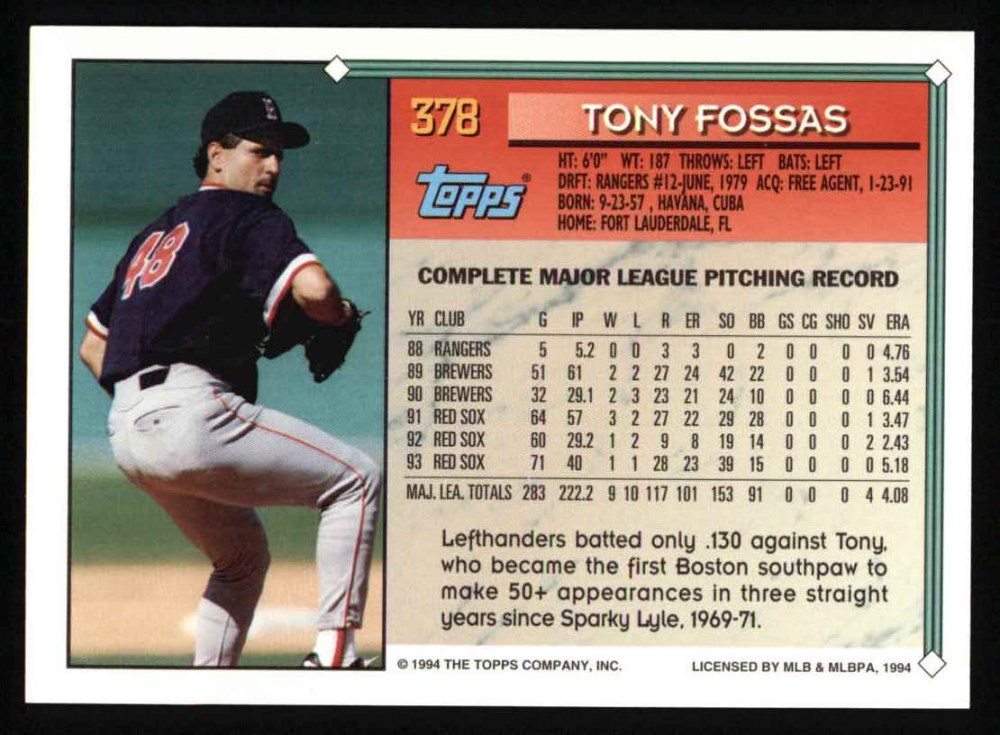 378
TONY FOSSAS
Topps®
HT: 6'0" WT: 187 THROWS: LEFT BATS: LEFT
DRFT: RANGERS #12-JUNE, 1979 ACQ: FREE AGENT, 1-23-91
BORN: 9-23-57 , HAVANA, CUBA
HOME: FORT LAUDERDALE, FL
COMPLETE MAJOR LEAGUE PITCHING RECORD
YR CLUB G IP W L R ER SO BB GS CG SHO SV ERA
88 RANGERS 5 5.2 0 0 3 3 0 2 0 0 0 0 4.76
89 BREWERS 51 61 2 2 27 24 42 22 0 0 0 1 3.54
90 BREWERS 32 29.1 2 3 23 21 24 10 0 0 0 0 6.44
91 RED SOX 64 57 3 2 27 22 29 28 0 0 0 1 3.47
92 RED SOX 60 29.2 1 2 9 8 19 14 0 0 0 2 2.43
93 RED SOX 71 40 1 1 28 23 39 15 0 0 0 0 5.18
MAJ. LEA. TOTALS 283 222.2 9 10 117 101 153 91 0 0 0 4 4.08
Lefthanders batted only .130 against Tony,
who became the first Boston southpaw to
make 50+ appearances in three straight
years since Sparky Lyle, 1969-71.
© 1994 THE TOPPS COMPANY, INC.
LICENSED BY MLB & MLBPA, 1994
48
B